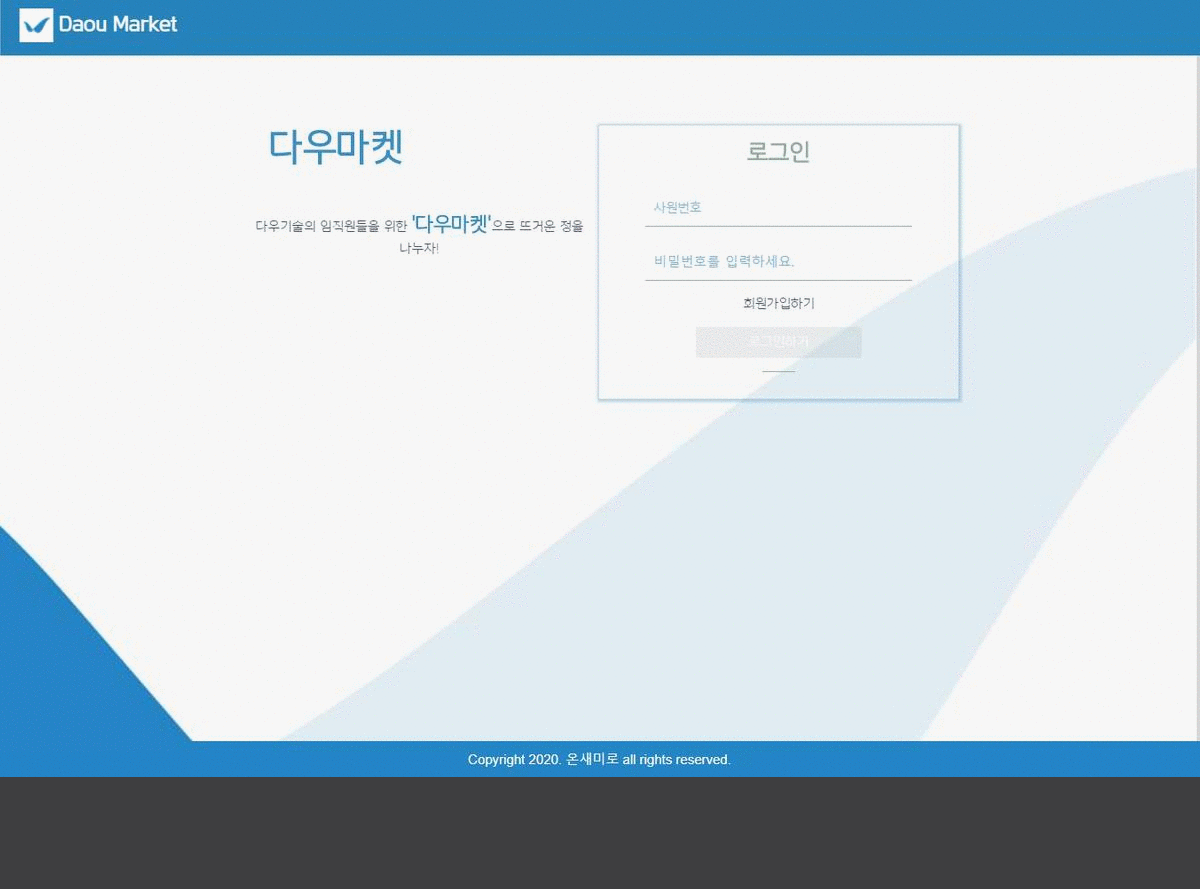 Daou Market
다우마켓
다우기술의 임직원들을 위한 '다우마켓'으로 뜨거운 정을
나누자!
로그인
사원번호
비밀번호를 입력하세요.
회원가입하기
로그인하기
Copyright 2020. 온새미로 all rights reserved.